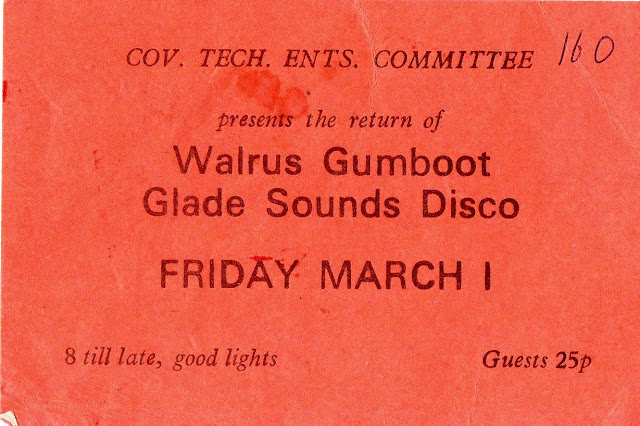 COV. TECH. ENTS. COMMITTEE 160
presents the return of
Walrus Gumboot
Glade Sounds Disco
FRIDAY MARCH 1
8 till late, good lights Guests 25p